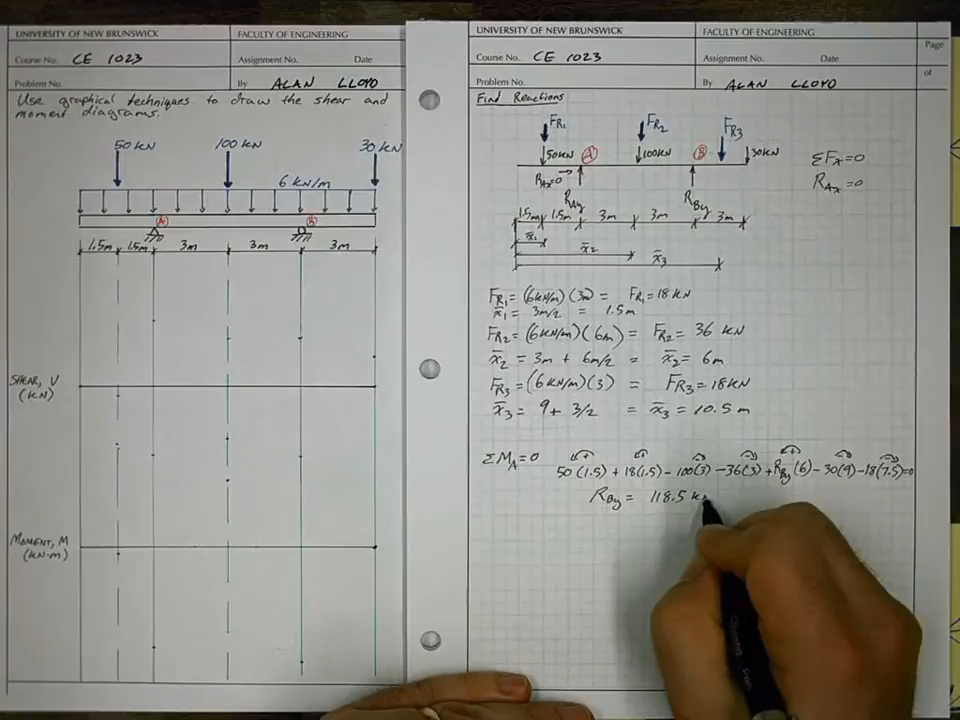 UNIVERSITY OF NEW BRUNSWICK
FACULTY OF ENGINEERING
Course No. CE 1023
Assignment No.
Date
Problem No.
By ALAN LLOYD
Use graphical techniques to draw the shear and
moment diagrams.
50 kN
100 kN
30 kN
6 kN/m
A
B
1.5m
1.5m
3m
3m
3m
SHEAR, V
(kN)
MOMENT, M
(kN·m)
UNIVERSITY OF NEW BRUNSWICK
FACULTY OF ENGINEERING
Page
Course No. CE 1023
Assignment No.
Date
of
Problem No.
By ALAN LLOYD
Find Reactions
FR1
FR2
FR3
50kN
A
100kN
B
30kN
RAx=0
RAy
RBy
ΣFx=0
RAx=0
1.5m
1.5m
3m
3m
3m
x̄1
x̄2
x̄3
FR1=(6kN/m)(3m) = FR1=18 kN
x̄1 = 3m/2 = 1.5m
FR2=(6kN/m)(6m) = FR2= 36 kN
x̄2 = 3m + 6m/2 = x̄2= 6m
FR3=(6 kN/m)(3) = FR3=18kN
x̄3 = 9+ 3/2 = x̄3= 10.5 m
ΣMA=0
50(1.5) + 18(1.5) - 100(3) - 36(3) + RBy(6) - 30(9) - 18(7.5)=0
RBy = 118.5 k